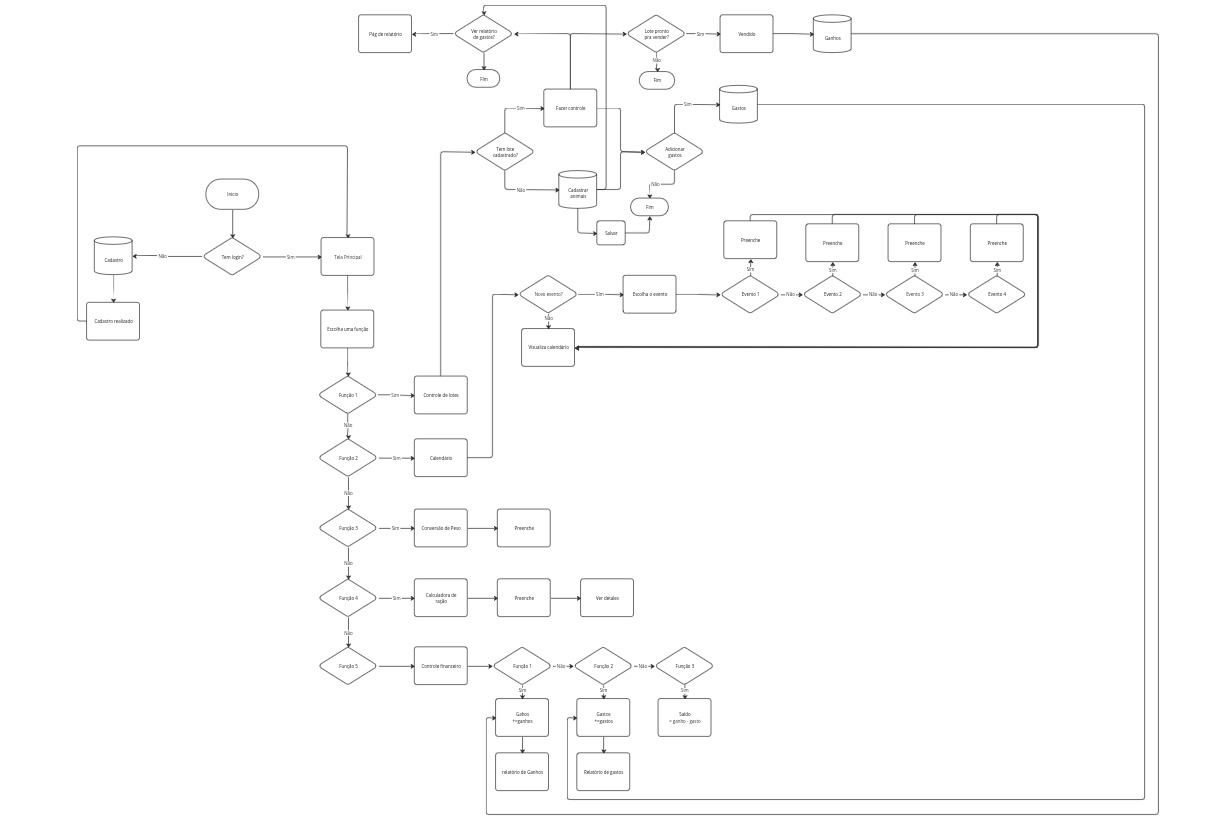 Pág de relatório
Sim
Ver relatório
de gastos?
Lote pronto
pra vender?
Sim
Vendido
Ganhos
Não
Fim
Fim
Sim
Fazer controle
Sim
Gastos
Tem lote
cadastrado?
Adicionar
gastos
Não
Cadastrar
animais
Não
Fim
Salvar
Início
Cadastro
Não
Tem login?
Sim
Tela Principal
Cadastro realizado
Escolha uma função
Preenche
Preenche
Preenche
Preenche
Sim
Sim
Sim
Sim
Novo evento?
Sim
Escolha o evento
Evento 1
Não
Evento 2
Não
Evento 3
Não
Evento 4
Não
Visualiza calendário
Função 1
Sim
Controle de lotes
Não
Função 2
Sim
Calendário
Não
Função 3
Sim
Conversão de Peso
Preenche
Não
Função 4
Sim
Calculadora de
ração
Preenche
Ver detales
Não
Função 5
Controle financeiro
Função 1
Não
Função 2
Não
Função 3
Sim
Sim
Sim
Gahos
+=ganhos
Gastos
+=gastos
Saldo
= ganho - gasto
relatório de Ganhos
Relatório de gastos